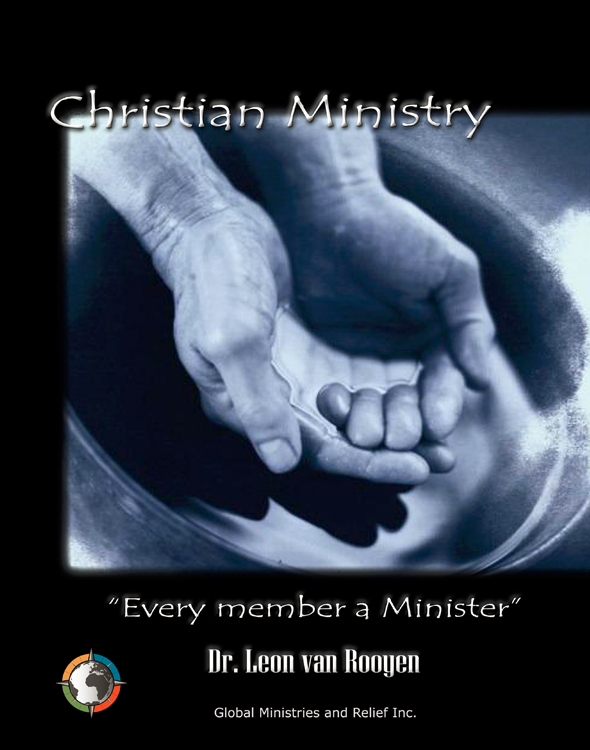 Christian Ministry
"Every member a Minister"
Dr. Leon van Rooyen
Global Ministries and Relief Inc.